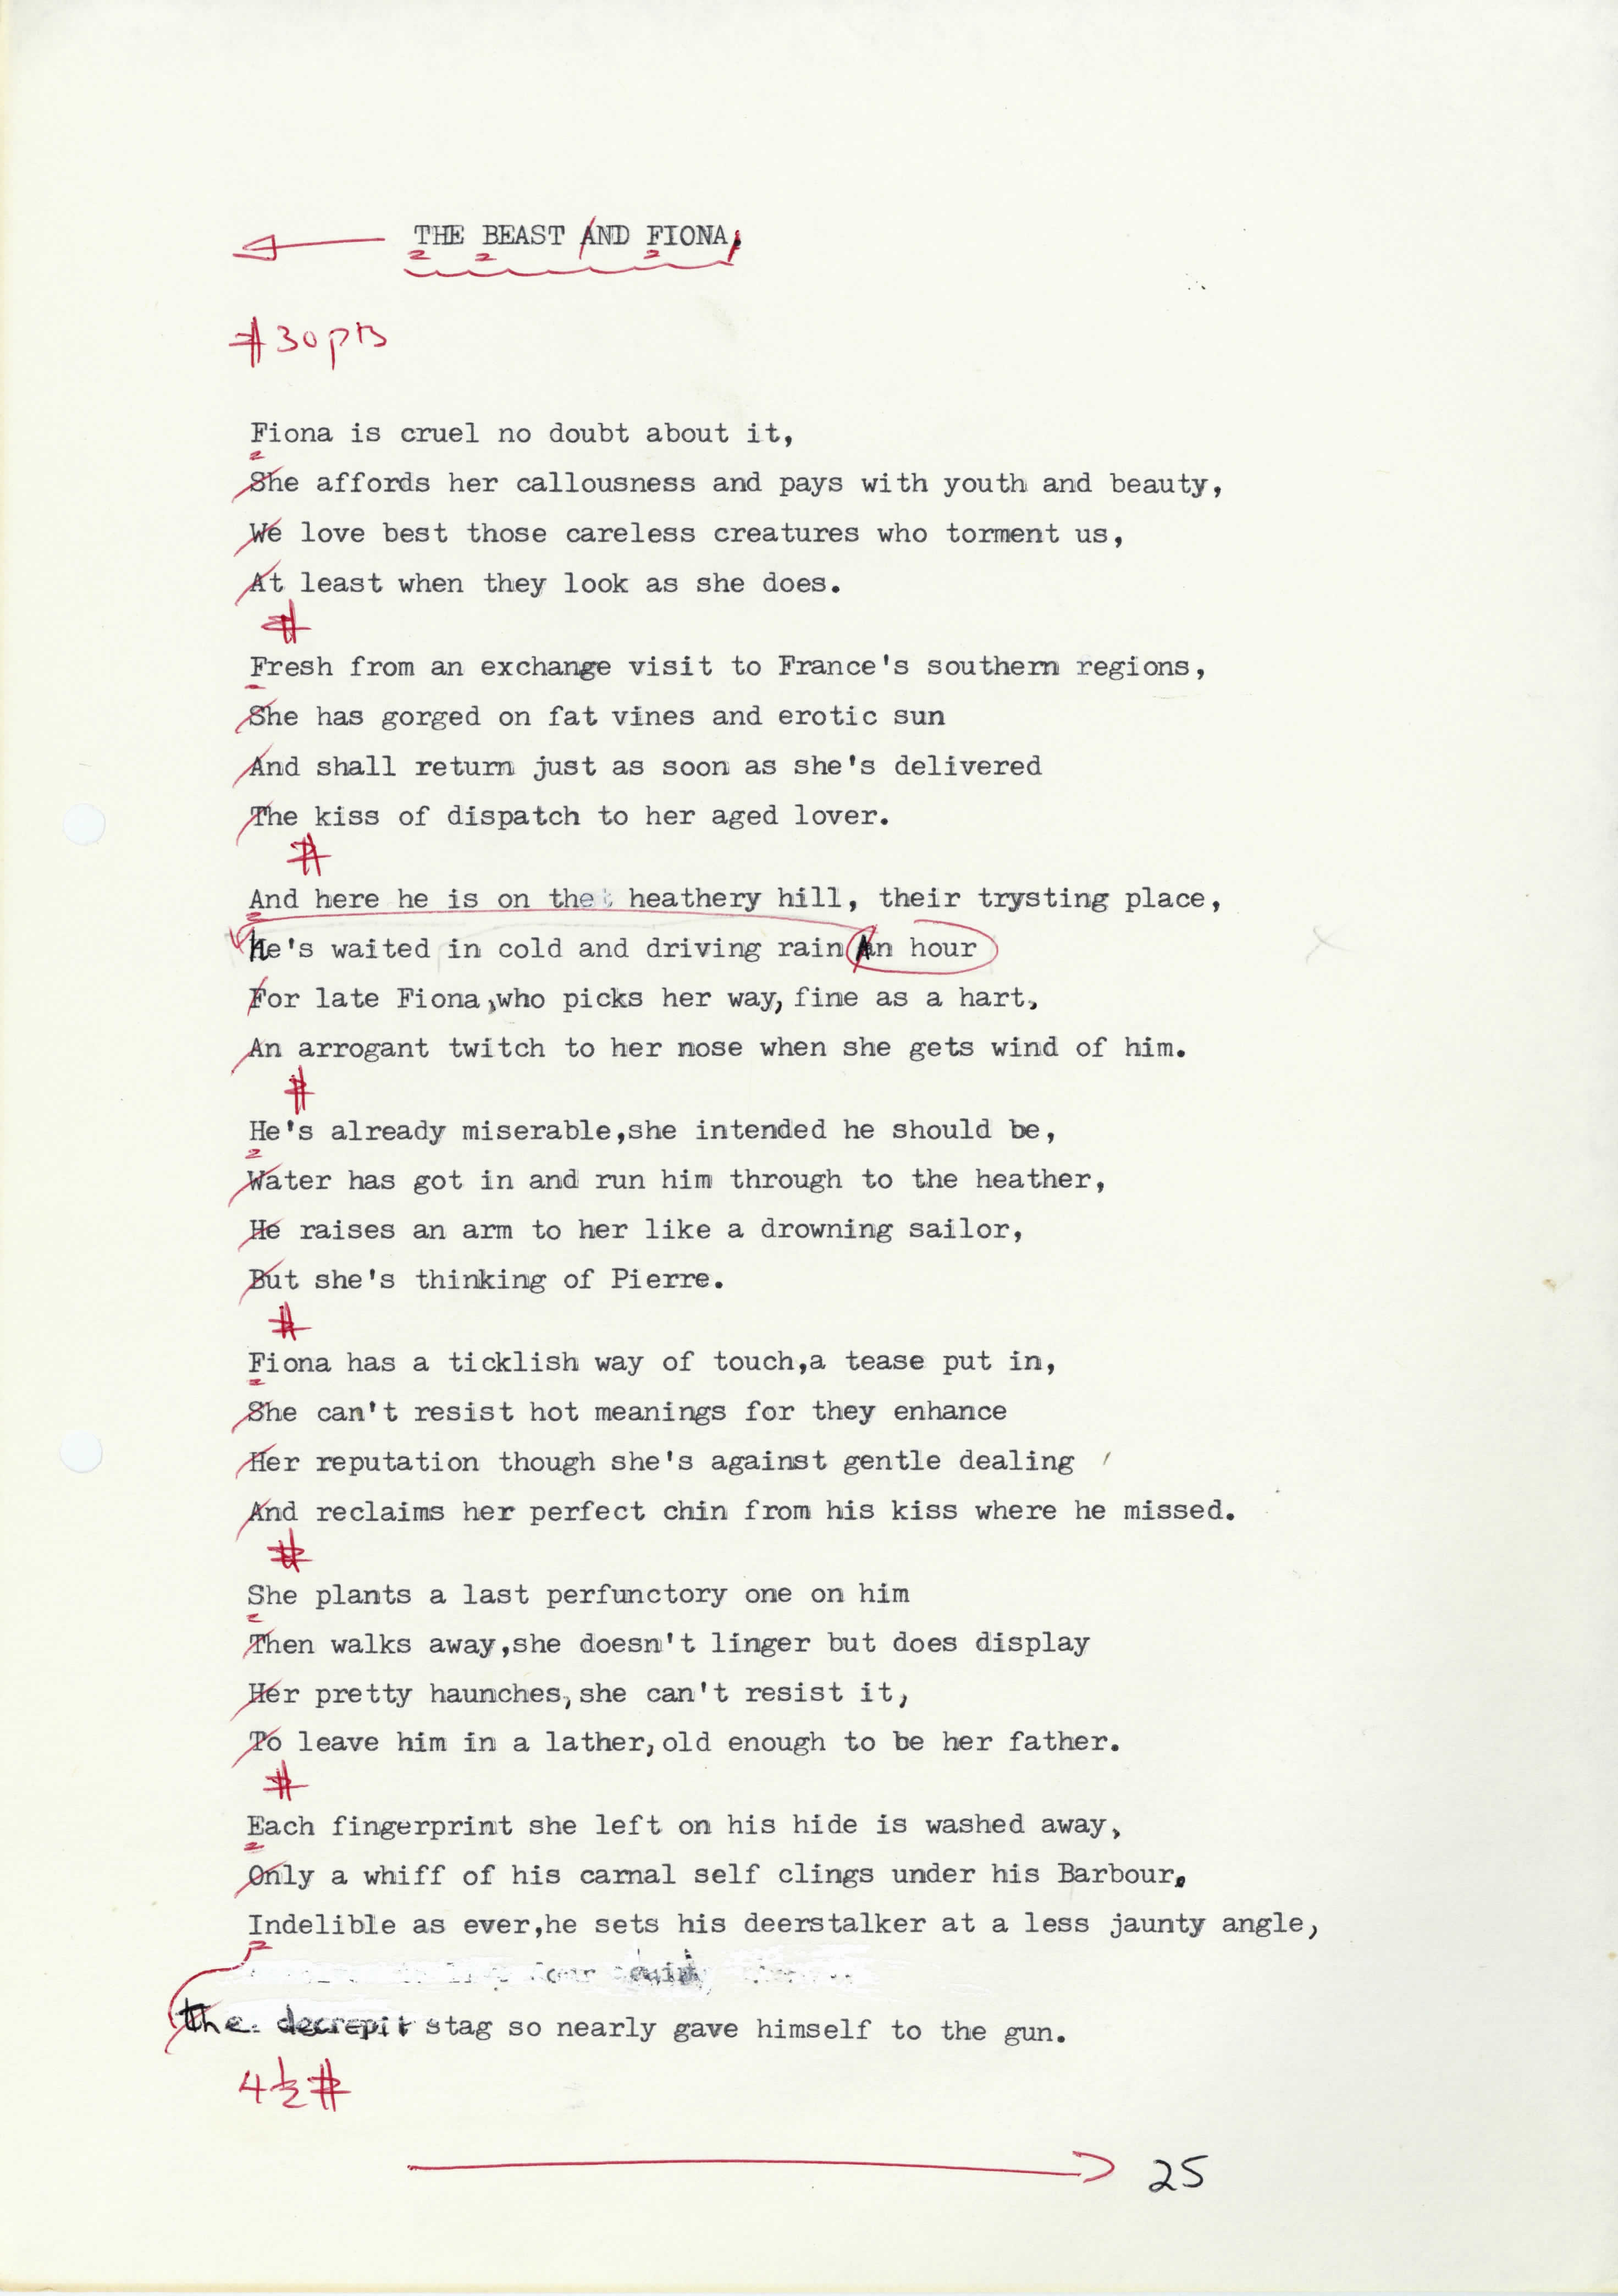 THE BEAST AND FIONA.
# 30 pts
Fiona is cruel no doubt about it,
She affords her callousness and pays with youth and beauty,
We love best those careless creatures who torment us,
At least when they look as she does.
#
Fresh from an exchange visit to France's southern regions,
She has gorged on fat vines and erotic sun
And shall return just as soon as she's delivered
The kiss of dispatch to her aged lover.
#
And here he is on the heathery hill, their trysting place,
he's waited in cold and driving rain An hour
For late Fiona,who picks her way, fine as a hart,
An arrogant twitch to her nose when she gets wind of him.
#
He's already miserable,she intended he should be,
Water has got in and run him through to the heather,
He raises an arm to her like a drowning sailor,
But she's thinking of Pierre.
#
Fiona has a ticklish way of touch,a tease put in,
She can't resist hot meanings for they enhance
Her reputation though she's against gentle dealing
And reclaims her perfect chin from his kiss where he missed.
#
She plants a last perfunctory one on him
Then walks away,she doesn't linger but does display
Her pretty haunches, she can't resist it,
To leave him in a lather, old enough to be her father.
#
Each fingerprint she left on his hide is washed away,
Only a whiff of his carnal self clings under his Barbour.
Indelible as ever,he sets his deerstalker at a less jaunty angle,
the decrepit stag so nearly gave himself to the gun.
4½ #
25